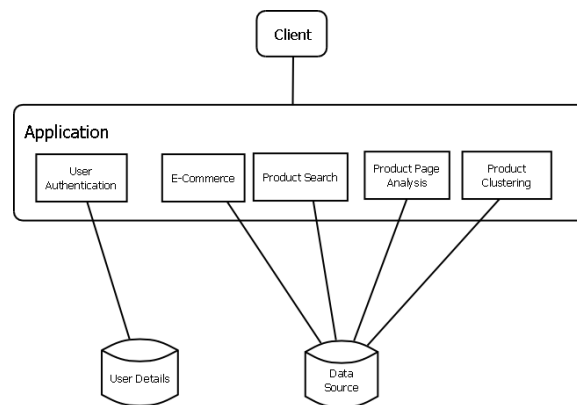 Client
Application
User
Authentication
E-Commerce
Product Search
Product Page
Analysis
Product
Clustering
User Details
Data
Source